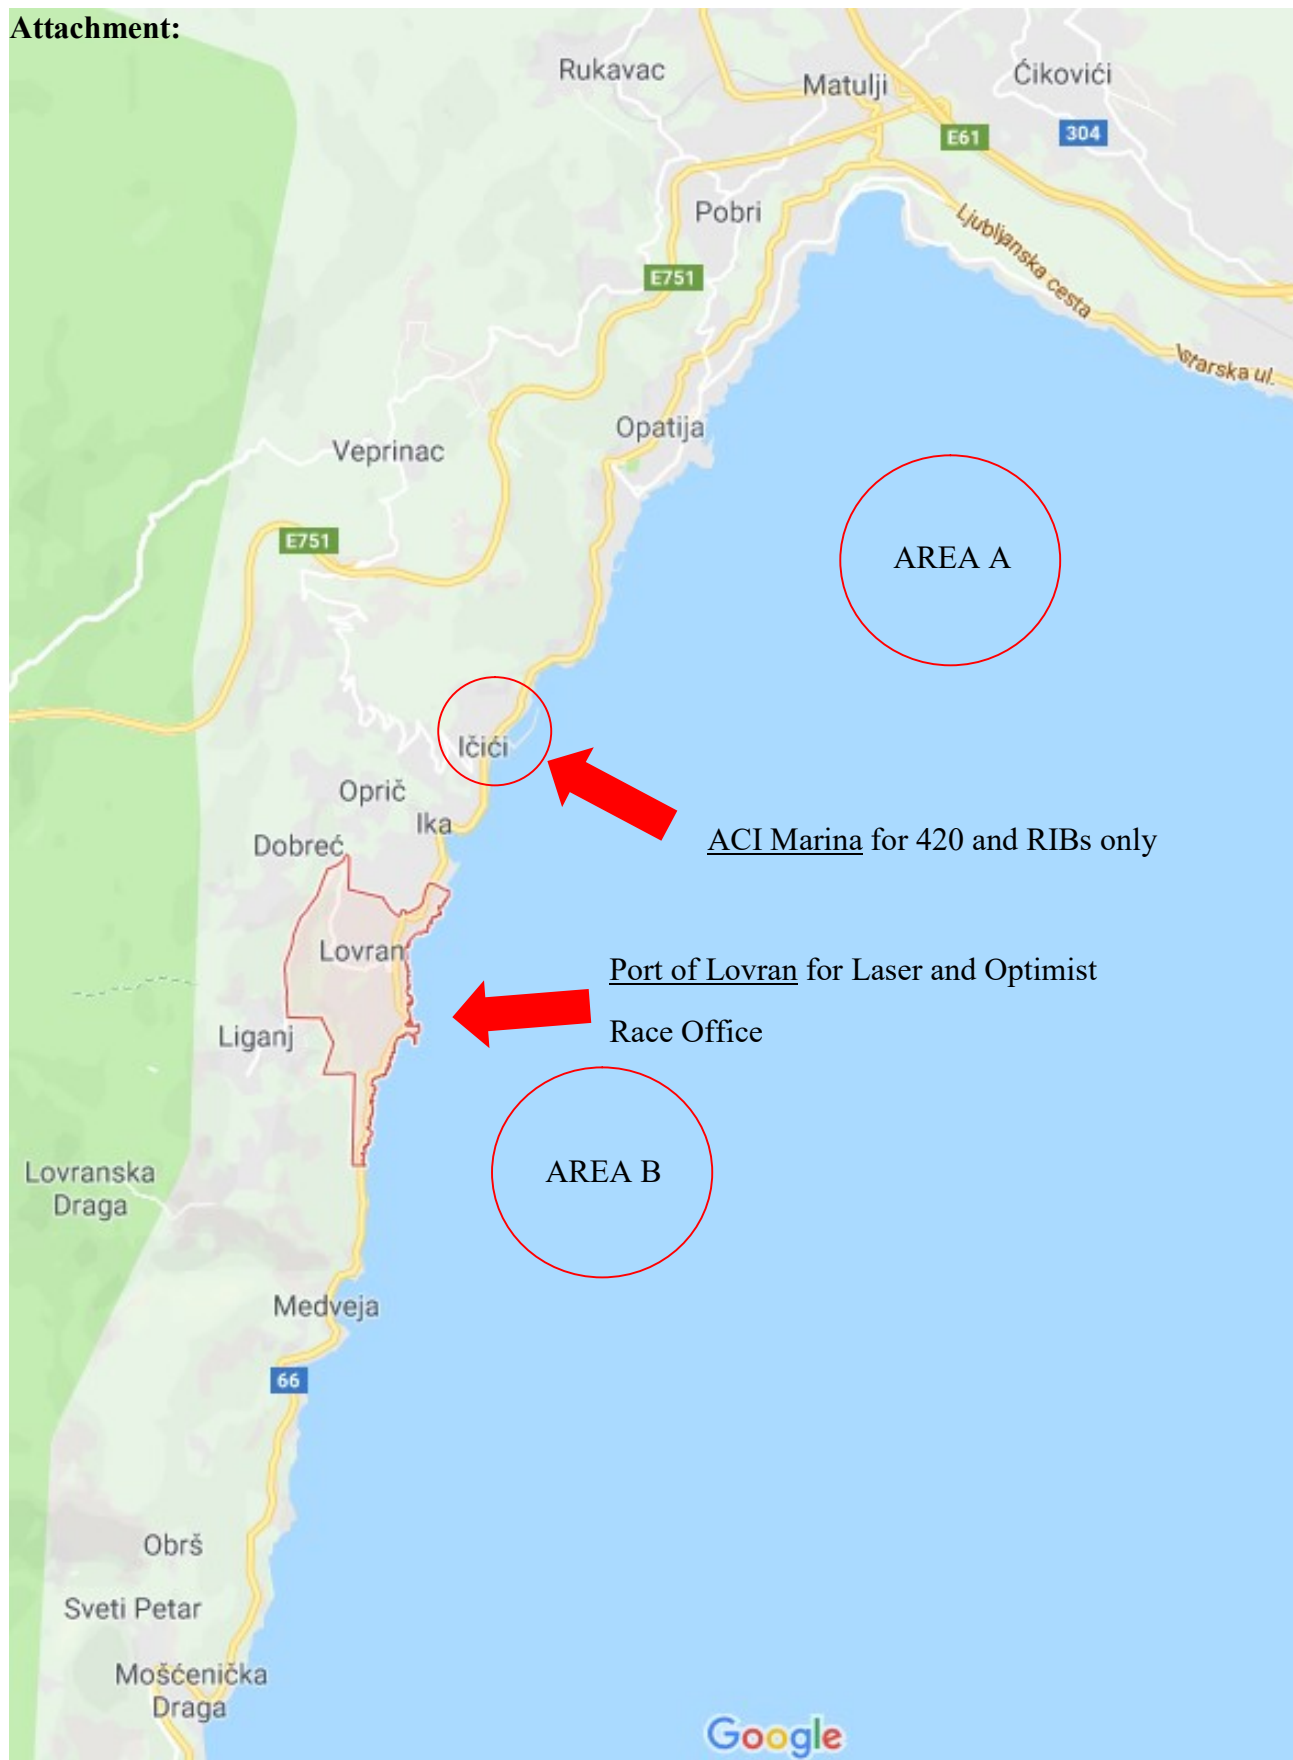 Attachment:
Rukavac
Matulji
Ćikovići
E61
304
Pobri
Ljubljanska cesta
E751
Istarska ul.
Opatija
Veprinac
E751
AREA A
Ičići
Oprič
Ika
ACI Marina for 420 and RIBs only
Dobreć
Lovran
Port of Lovran for Laser and Optimist
Race Office
Liganj
AREA B
Lovranska
Draga
Medveja
66
Obrš
Sveti Petar
Mošćenička
Draga
Google